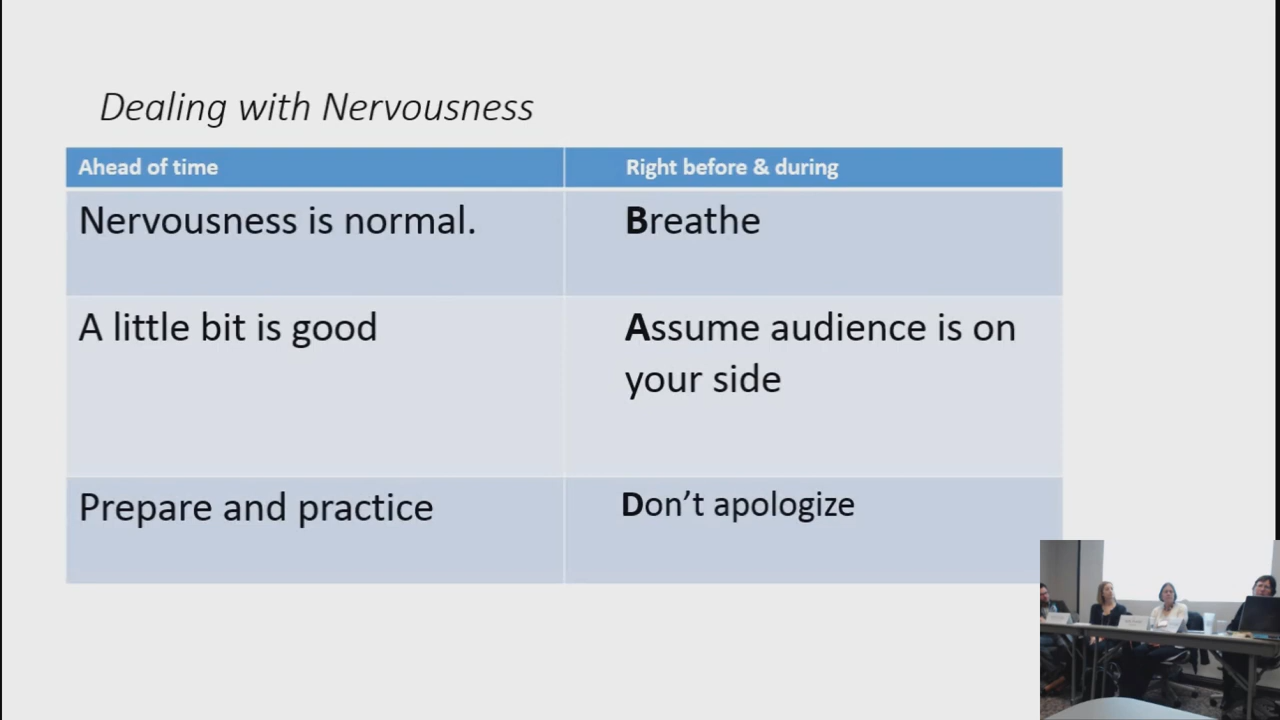 Dealing with Nervousness
Ahead of time
Right before & during
Nervousness is normal.
Breathe
A little bit is good
Assume audience is on
your side
Prepare and practice
Don’t apologize